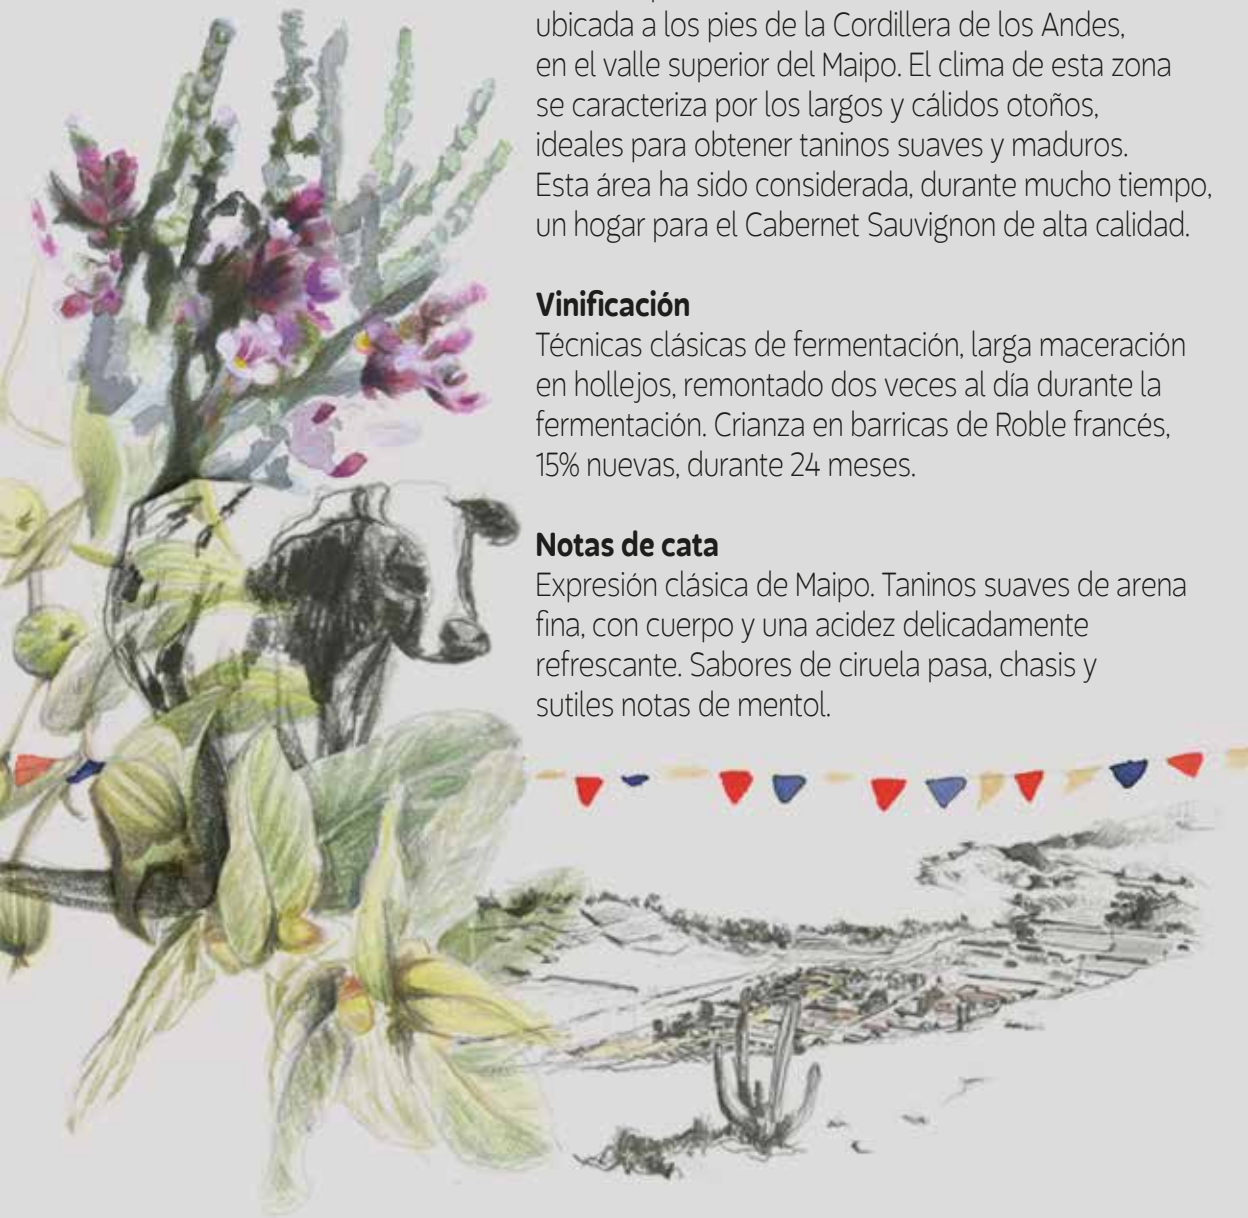 ubicada a los pies de la Cordillera de los Andes,
en el valle superior del Maipo. El clima de esta zona
se caracteriza por los largos y cálidos otoños,
ideales para obtener taninos suaves y maduros.
Esta área ha sido considerada, durante mucho tiempo,
un hogar para el Cabernet Sauvignon de alta calidad.
Vinificación
Técnicas clásicas de fermentación, larga maceración
en hollejos, remontado dos veces al día durante la
fermentación. Crianza en barricas de Roble francés,
15% nuevas, durante 24 meses.
Notas de cata
Expresión clásica de Maipo. Taninos suaves de arena
fina, con cuerpo y una acidez delicadamente
refrescante. Sabores de ciruela pasa, chasis y
sutiles notas de mentol.